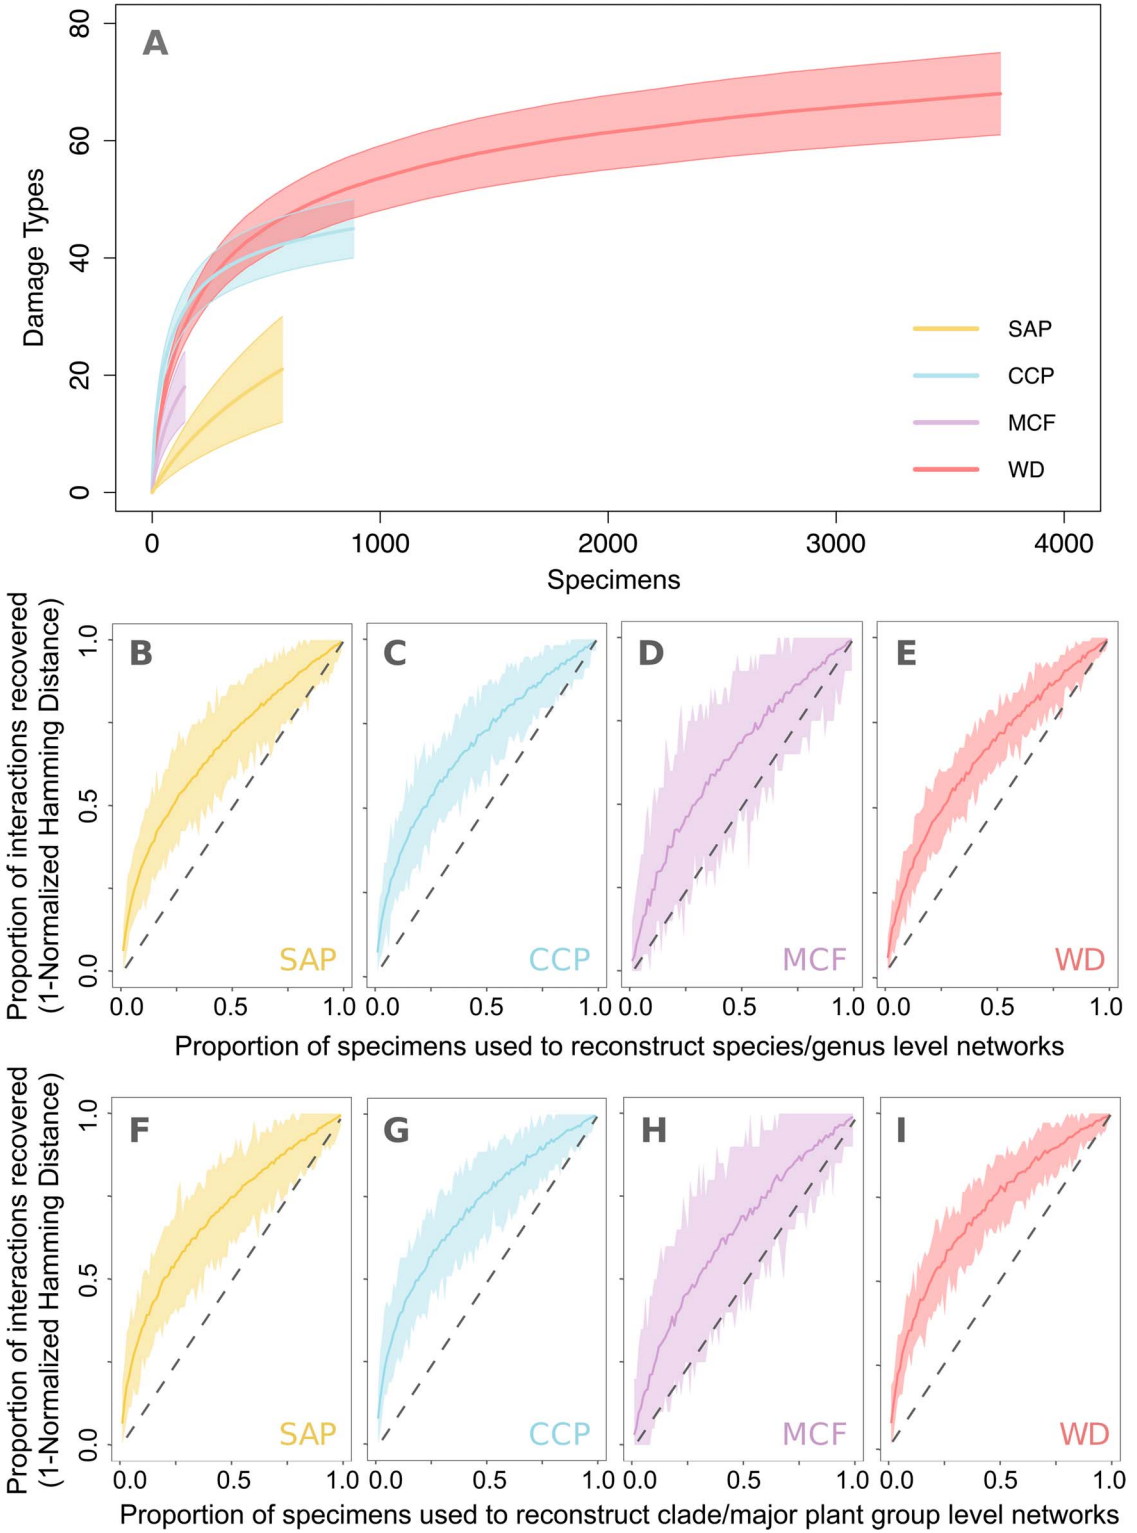 A
Damage Types
80
60
40
20
0
SAP
CCP
MCF
WD
0 1000 2000 3000 4000
Specimens
Proportion of interactions recovered
(1-Normalized Hamming Distance)
1.0
0.5
0.0
B
SAP
C
CCP
D
MCF
E
WD
0.0 0.5 1.0
0.0 0.5 1.0
0.0 0.5 1.0
0.0 0.5 1.0
Proportion of specimens used to reconstruct species/genus level networks
Proportion of interactions recovered
(1-Normalized Hamming Distance)
1.0
0.5
0.0
F
SAP
G
CCP
H
MCF
I
WD
0.0 0.5 1.0
0.0 0.5 1.0
0.0 0.5 1.0
0.0 0.5 1.0
Proportion of specimens used to reconstruct clade/major plant group level networks